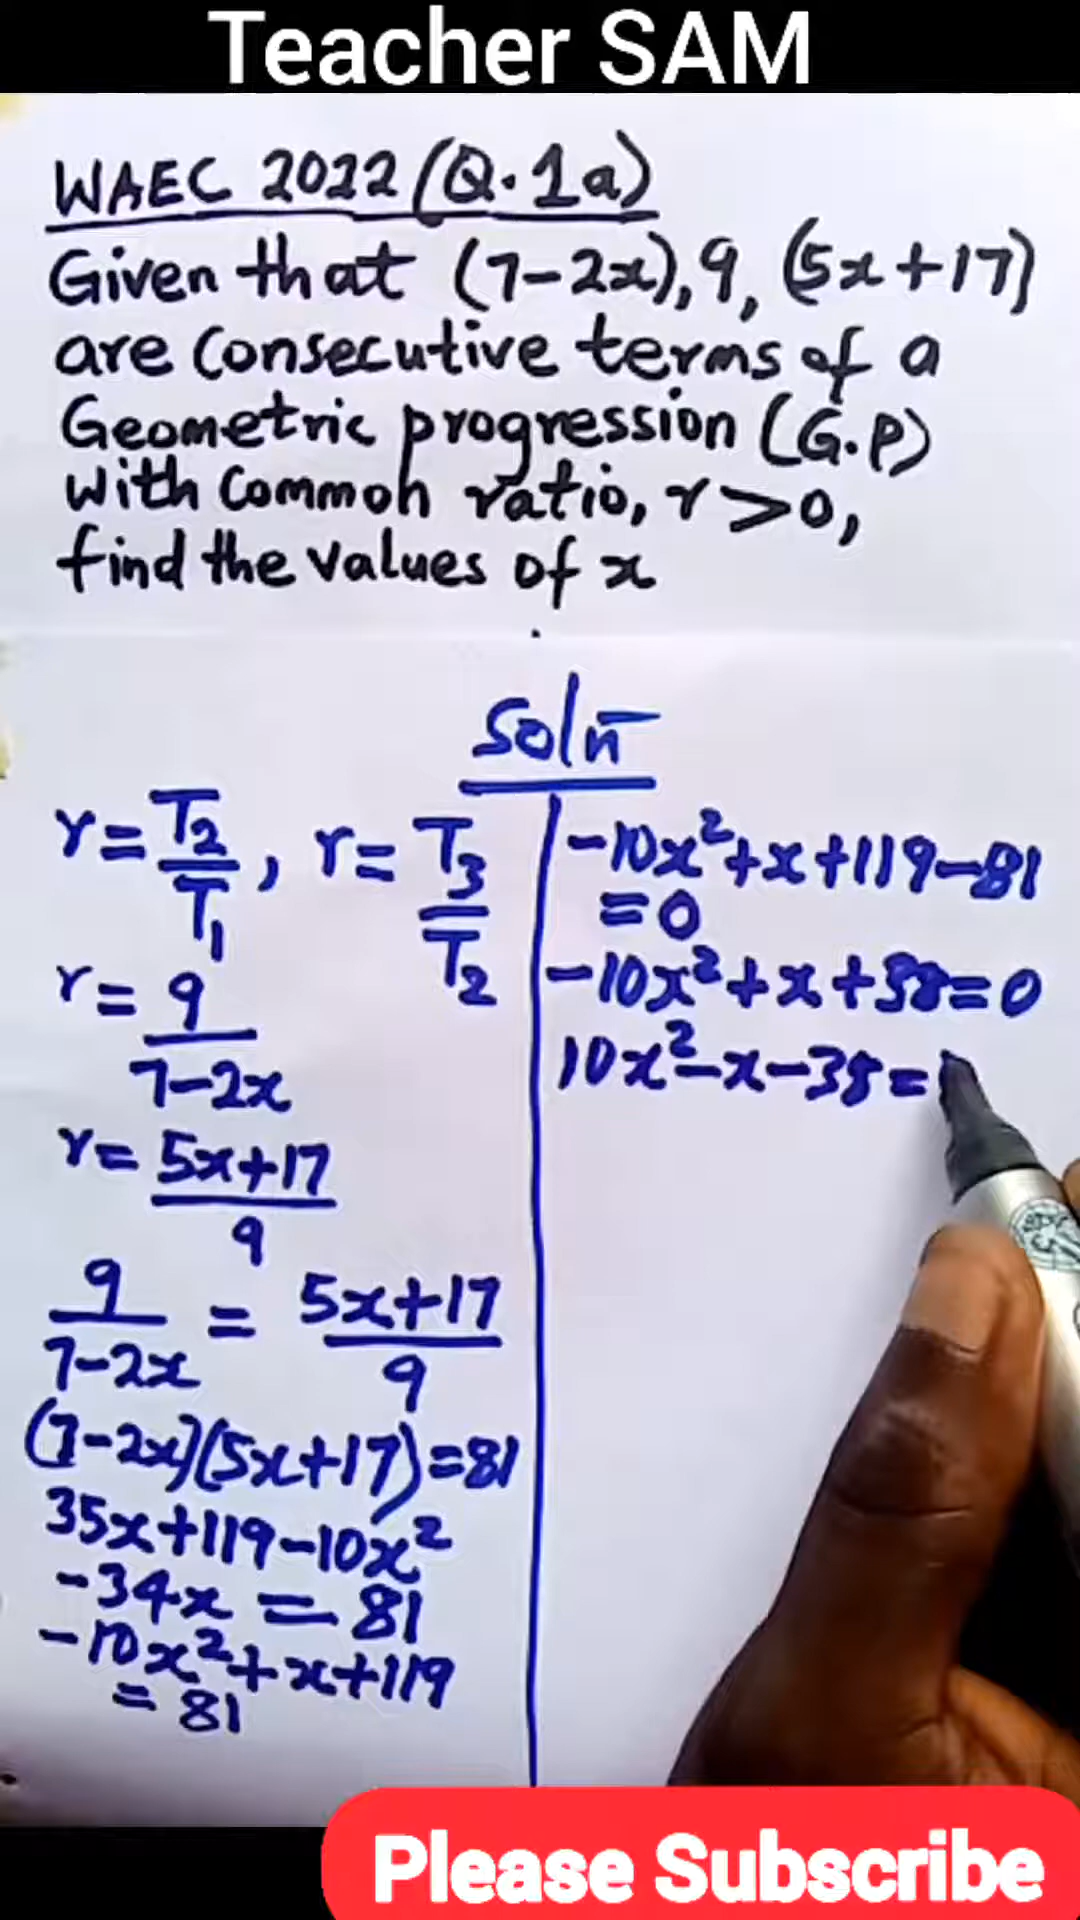 Teacher SAM
WAEC 2022 (Q.1a)
Given that (7-2x), 9, (5x+17)
are consecutive terms of a
Geometric progression (G.P)
with common ratio, r>0,
find the values of x
Soln
r = T2/T1, r = T3/T2
r = 9/7-2x
r = 5x+17/9
9/7-2x = 5x+17/9
(7-2x)(5x+17)=81
35x+119-10x²
-34x = 81
-10x²+x+119
= 81
-10x²+x+119-81
= 0
-10x²+x+38=0
10x²-x-38=
Please Subscribe